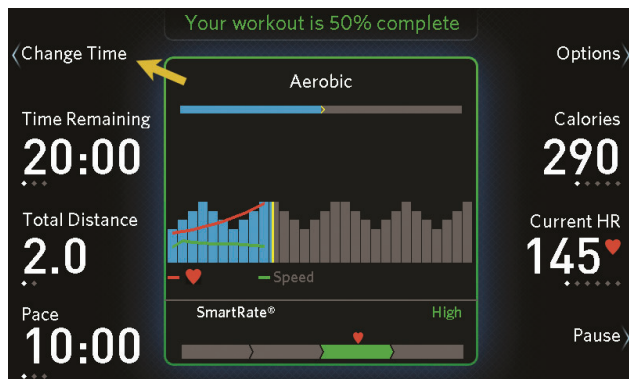 Your workout is 50% complete
Change Time
Options
Aerobic
Time Remaining
20:00
Calories
290
Total Distance
2.0
Current HR
145
Speed
Pace
10:00
SmartRate®
High
Pause